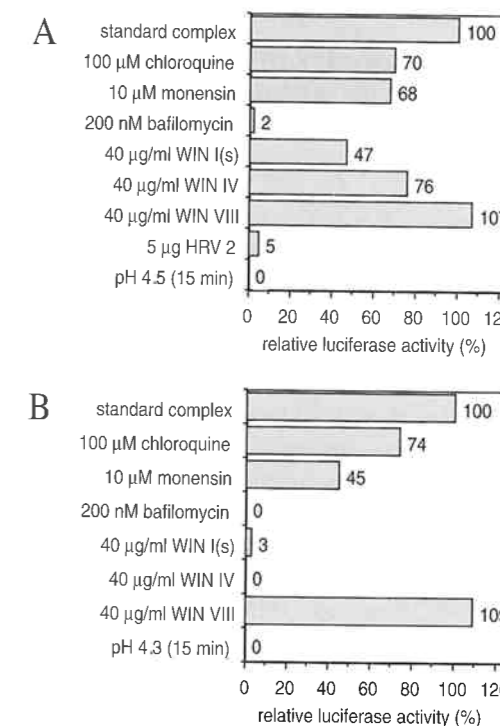 A
standard complex 100
100 µM chloroquine 70
10 µM monensin 68
200 nM bafilomycin 2
40 µg/ml WIN I(s) 47
40 µg/ml WIN IV 76
40 µg/ml WIN VIII
5 µg HRV 2 5
pH 4.5 (15 min) 0
0 20 40 60 80 100
relative luciferase activity (%)
B
standard complex 100
100 µM chloroquine 74
10 µM monensin 45
200 nM bafilomycin 0
40 µg/ml WIN I(s) 3
40 µg/ml WIN IV 0
40 µg/ml WIN VIII
pH 4.3 (15 min) 0
0 20 40 60 80 100
relative luciferase activity (%)